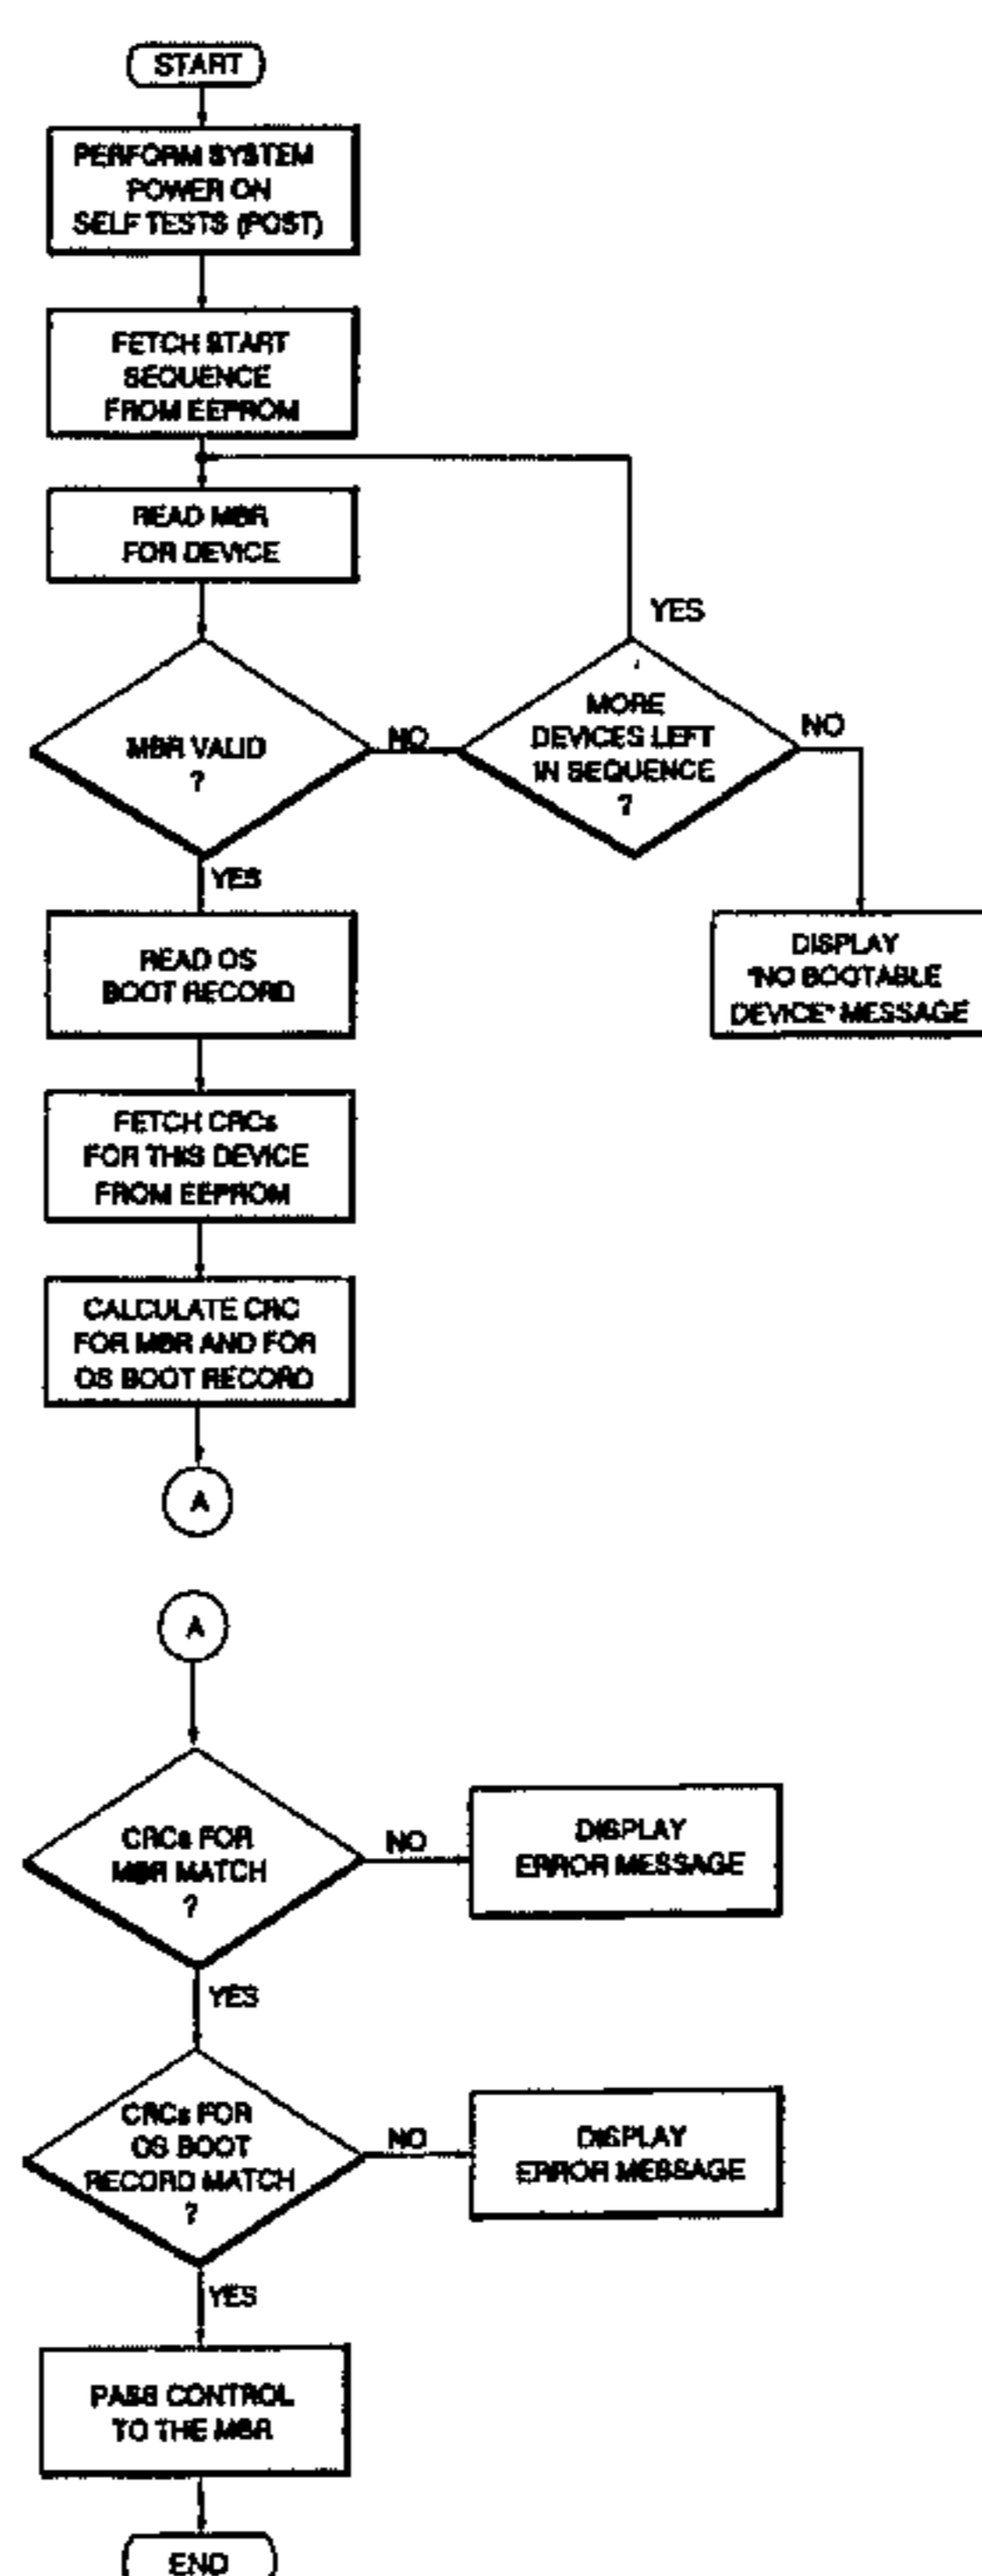 START
PERFORM SYSTEM
POWER ON
SELF TESTS (POST)
FETCH START
SEQUENCE
FROM EEPROM
READ MBR
FOR DEVICE
YES
MORE
DEVICES LEFT
IN SEQUENCE
?
NO
MBR VALID
?
NO
YES
READ OS
BOOT RECORD
DISPLAY
"NO BOOTABLE
DEVICE" MESSAGE
FETCH CRCs
FOR THIS DEVICE
FROM EEPROM
CALCULATE CRC
FOR MBR AND FOR
OS BOOT RECORD
A
A
CRCs FOR
MBR MATCH
?
NO
DISPLAY
ERROR MESSAGE
YES
CRCs FOR
OS BOOT
RECORD MATCH
?
NO
DISPLAY
ERROR MESSAGE
YES
PASS CONTROL
TO THE MBR
END